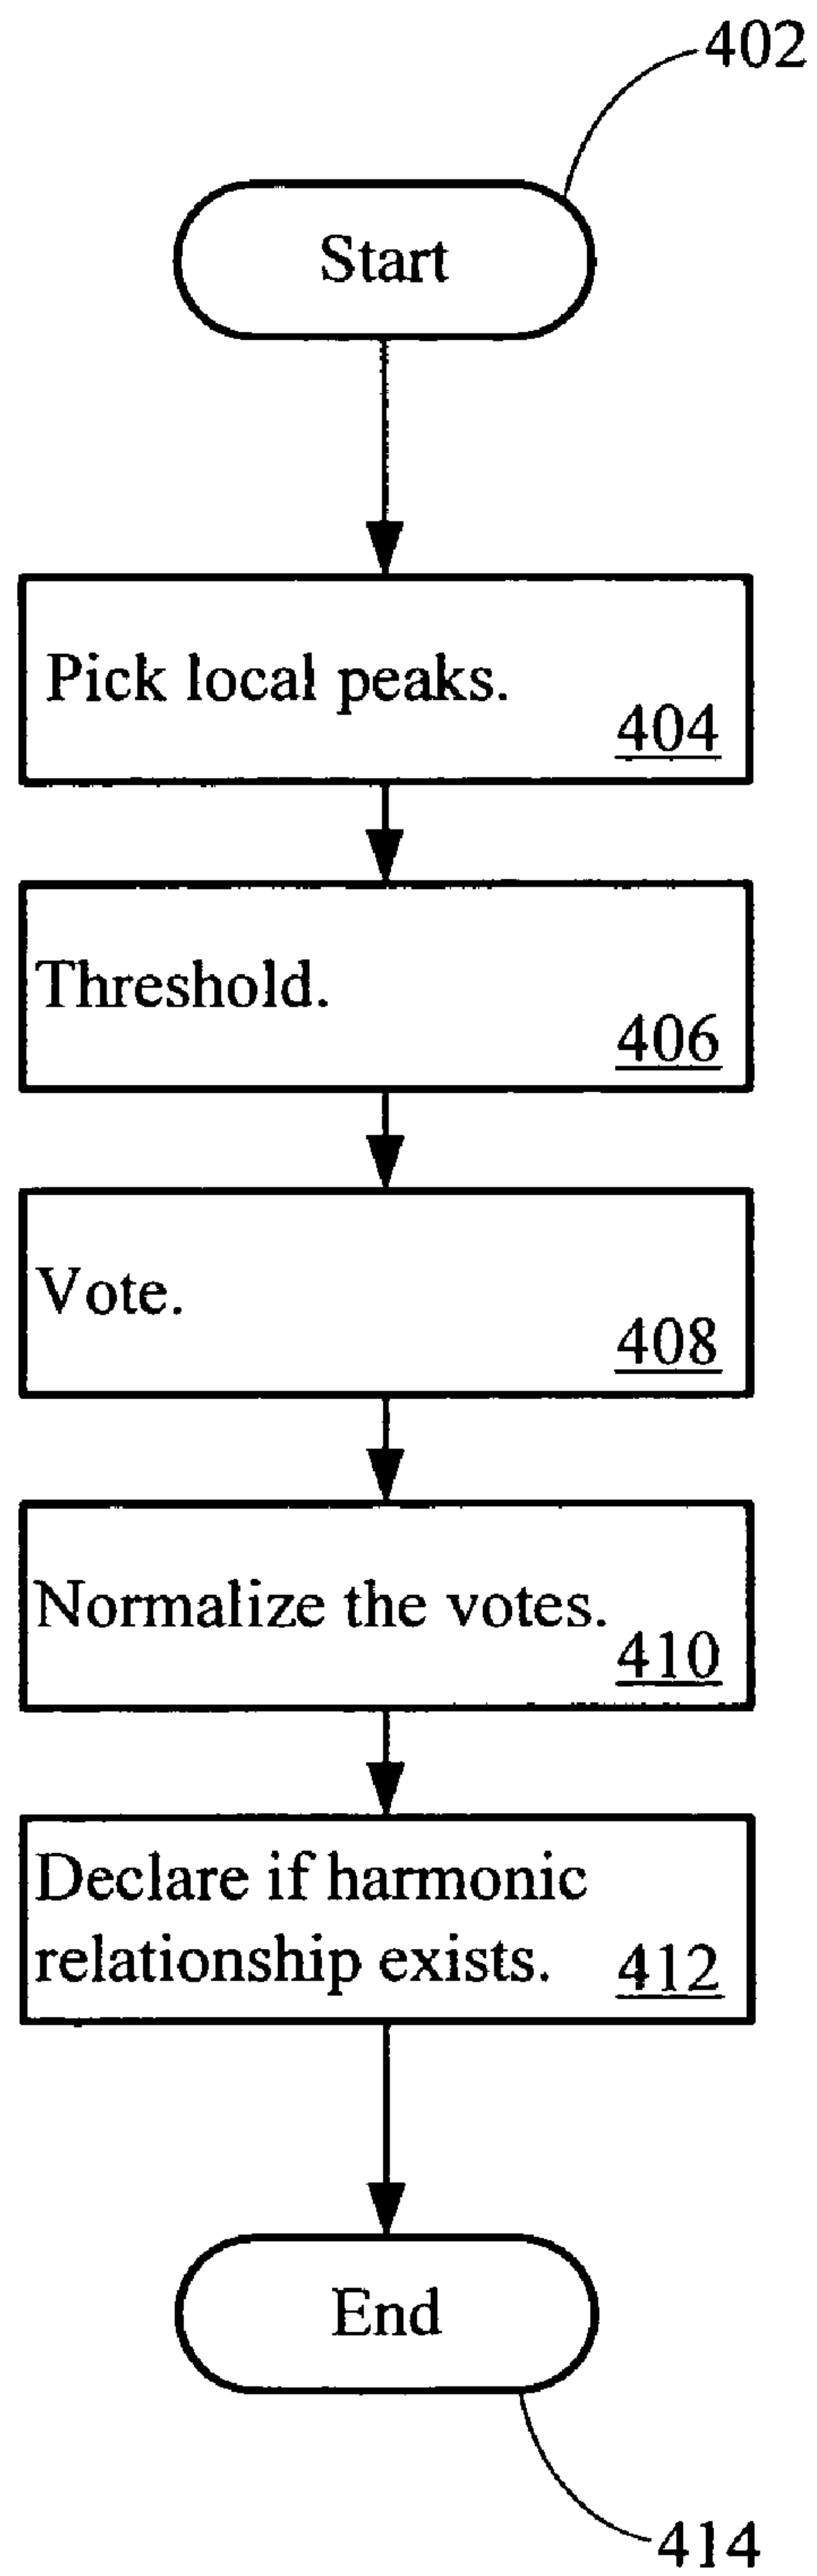 402
Start
Pick local peaks.
404
Threshold.
406
Vote.
408
Normalize the votes.
410
Declare if harmonic
relationship exists.
412
End
414